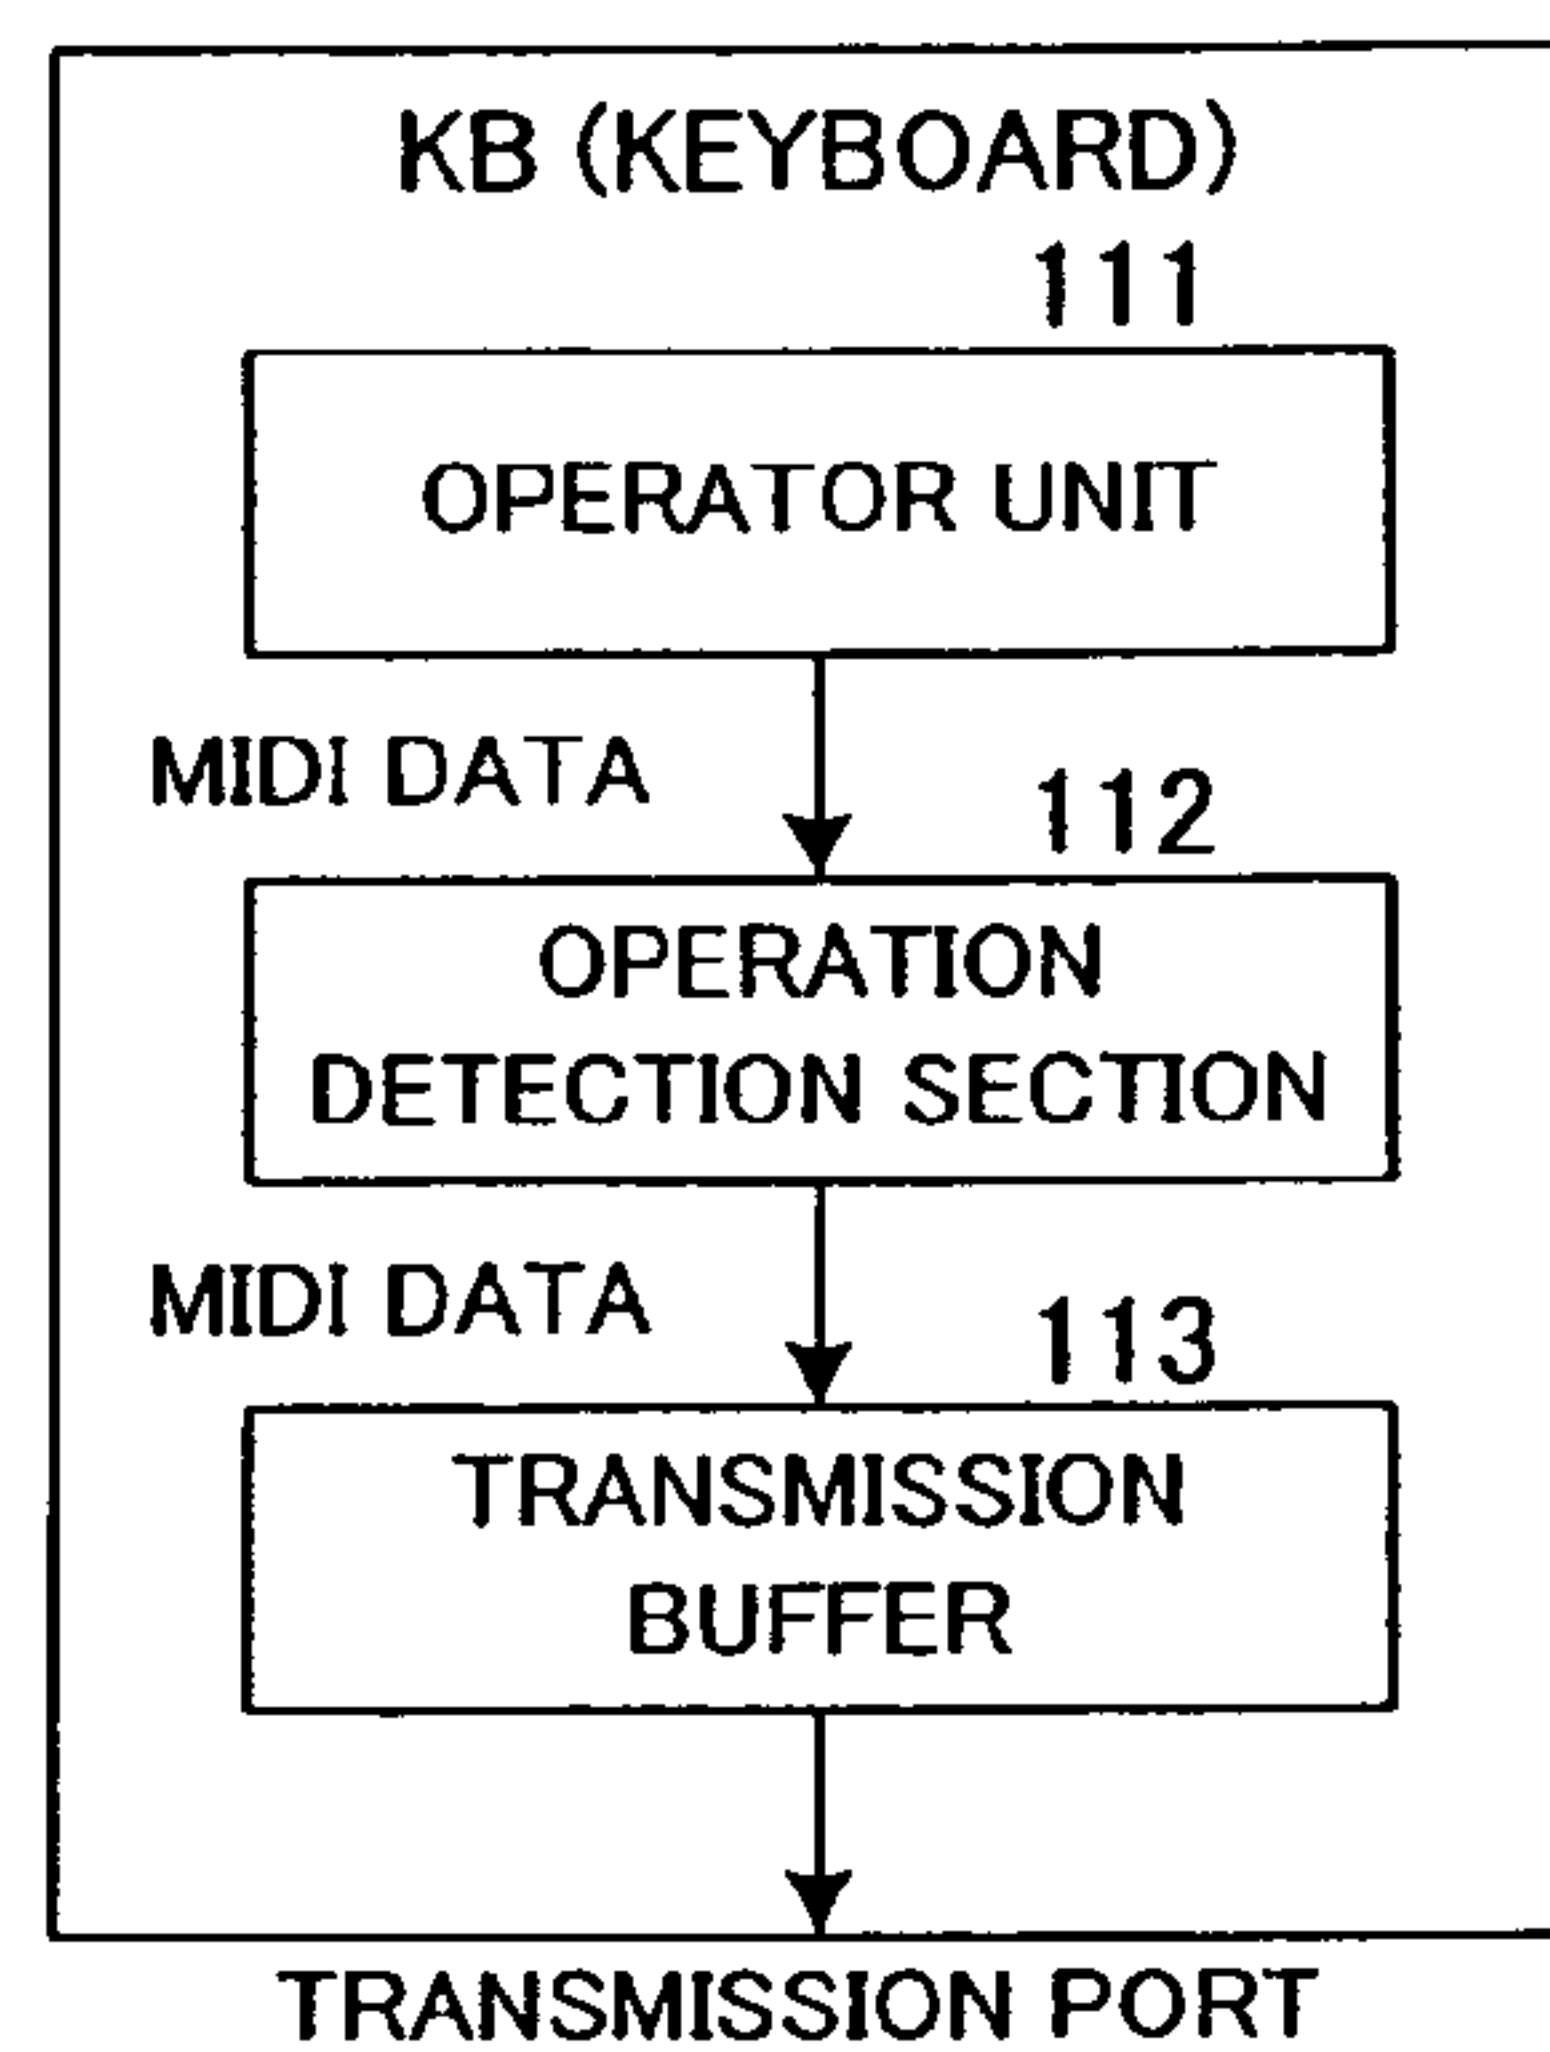 KB (KEYBOARD)
111
OPERATOR UNIT
MIDI DATA
112
OPERATION
DETECTION SECTION
MIDI DATA
113
TRANSMISSION
BUFFER
TRANSMISSION PORT